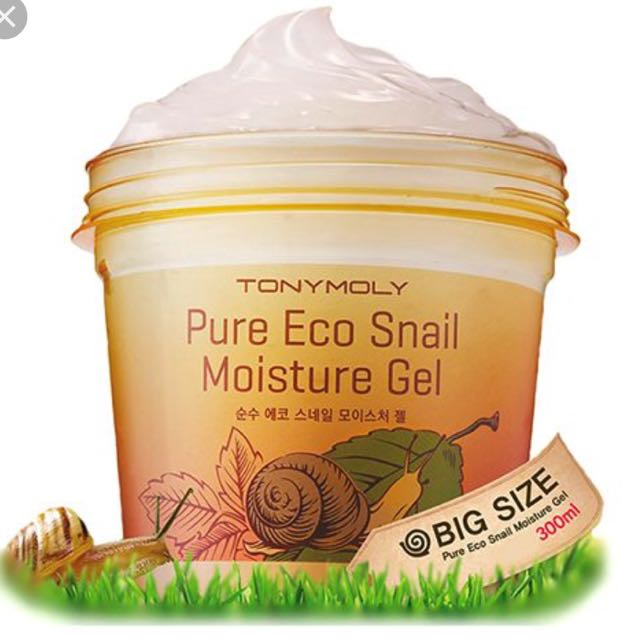 TONYMOLY
Pure Eco Snail
Moisture Gel
순수 에코 스네일 모이스처 젤
BIG SIZE
Pure Eco Snail Moisture Gel
300ml